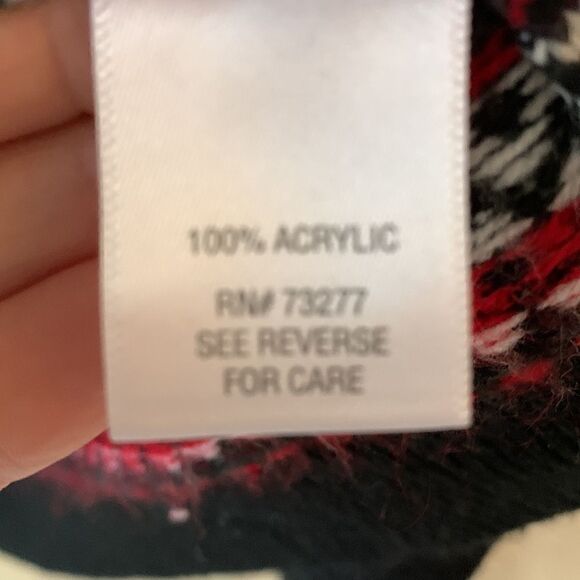 100% ACRYLIC
RN# 73277
SEE REVERSE
FOR CARE